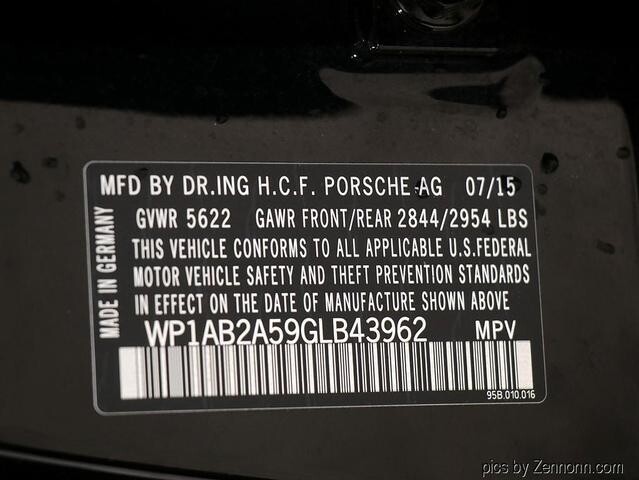 MFD BY DR.ING H.C.F. PORSCHE AG 07/15
GVWR 5622 GAWR FRONT/REAR 2844/2954 LBS
THIS VEHICLE CONFORMS TO ALL APPLICABLE U.S.FEDERAL
MOTOR VEHICLE SAFETY AND THEFT PREVENTION STANDARDS
IN EFFECT ON THE DATE OF MANUFACTURE SHOWN ABOVE
MADE IN GERMANY
WP1AB2A59GLB43962 MPV
95B.010.016
pics by Zennonn.com